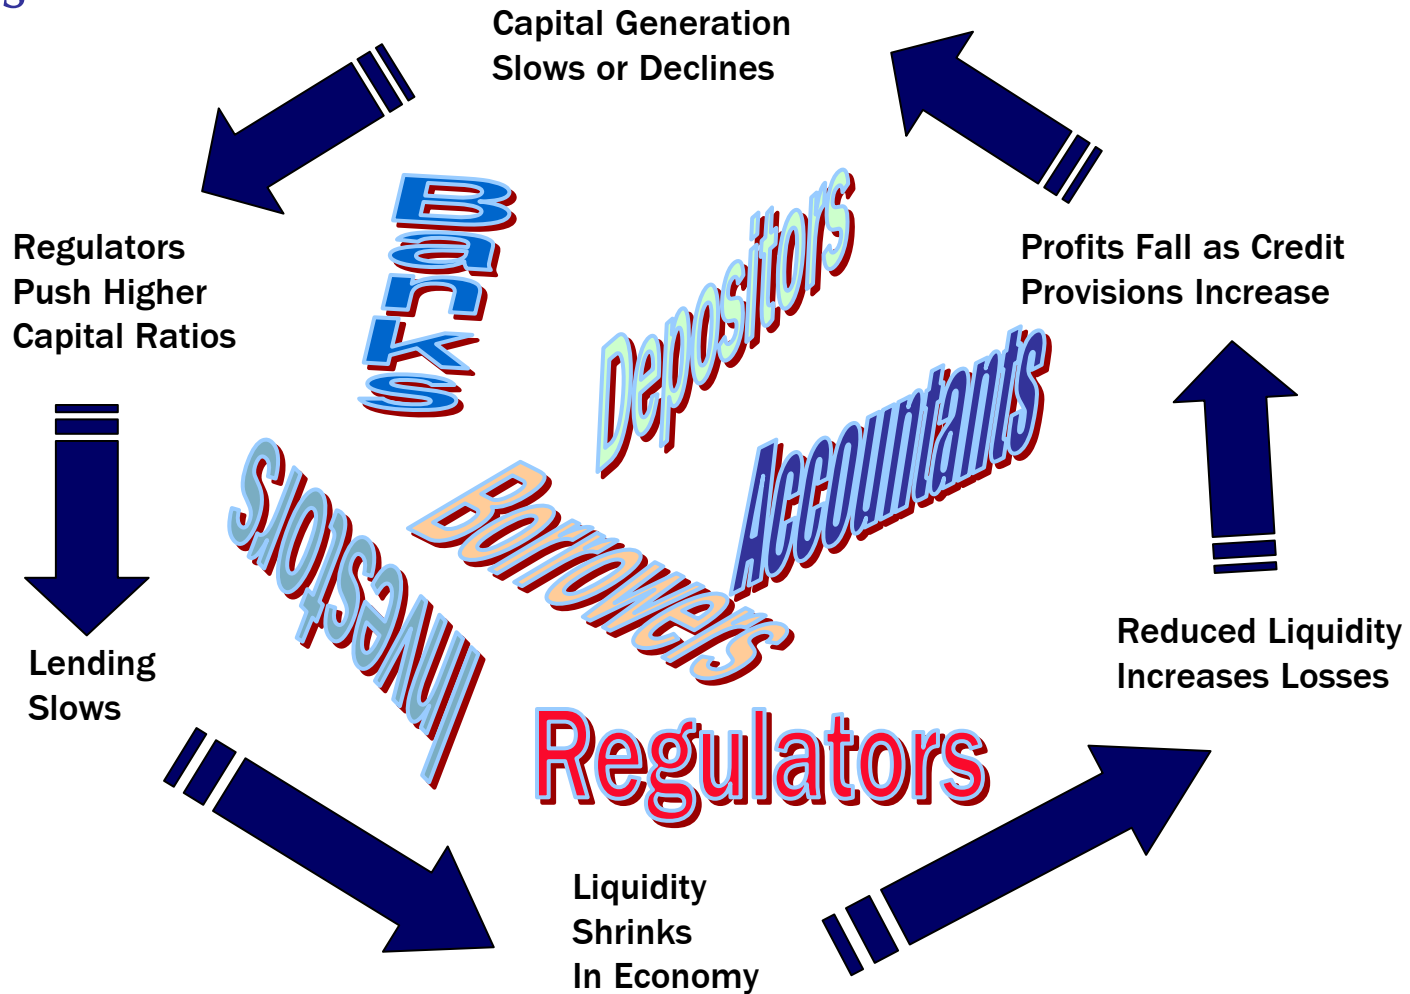 s
Capital Generation
Slows or Declines
Regulators
Push Higher
Capital Ratios
Profits Fall as Credit
Provisions Increase
Banks
Depositors
Accountants
Investors
Borrowers
Regulators
Lending
Slows
Reduced Liquidity
Increases Losses
Liquidity
Shrinks
In Economy